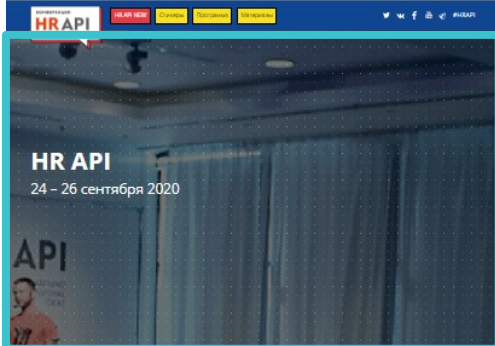 КОНФЕРЕНЦИЯ
HR API
HR API NEW
Спикеры
Программа
Материалы
#HRAPI
HR API
24 – 26 сентября 2020
API